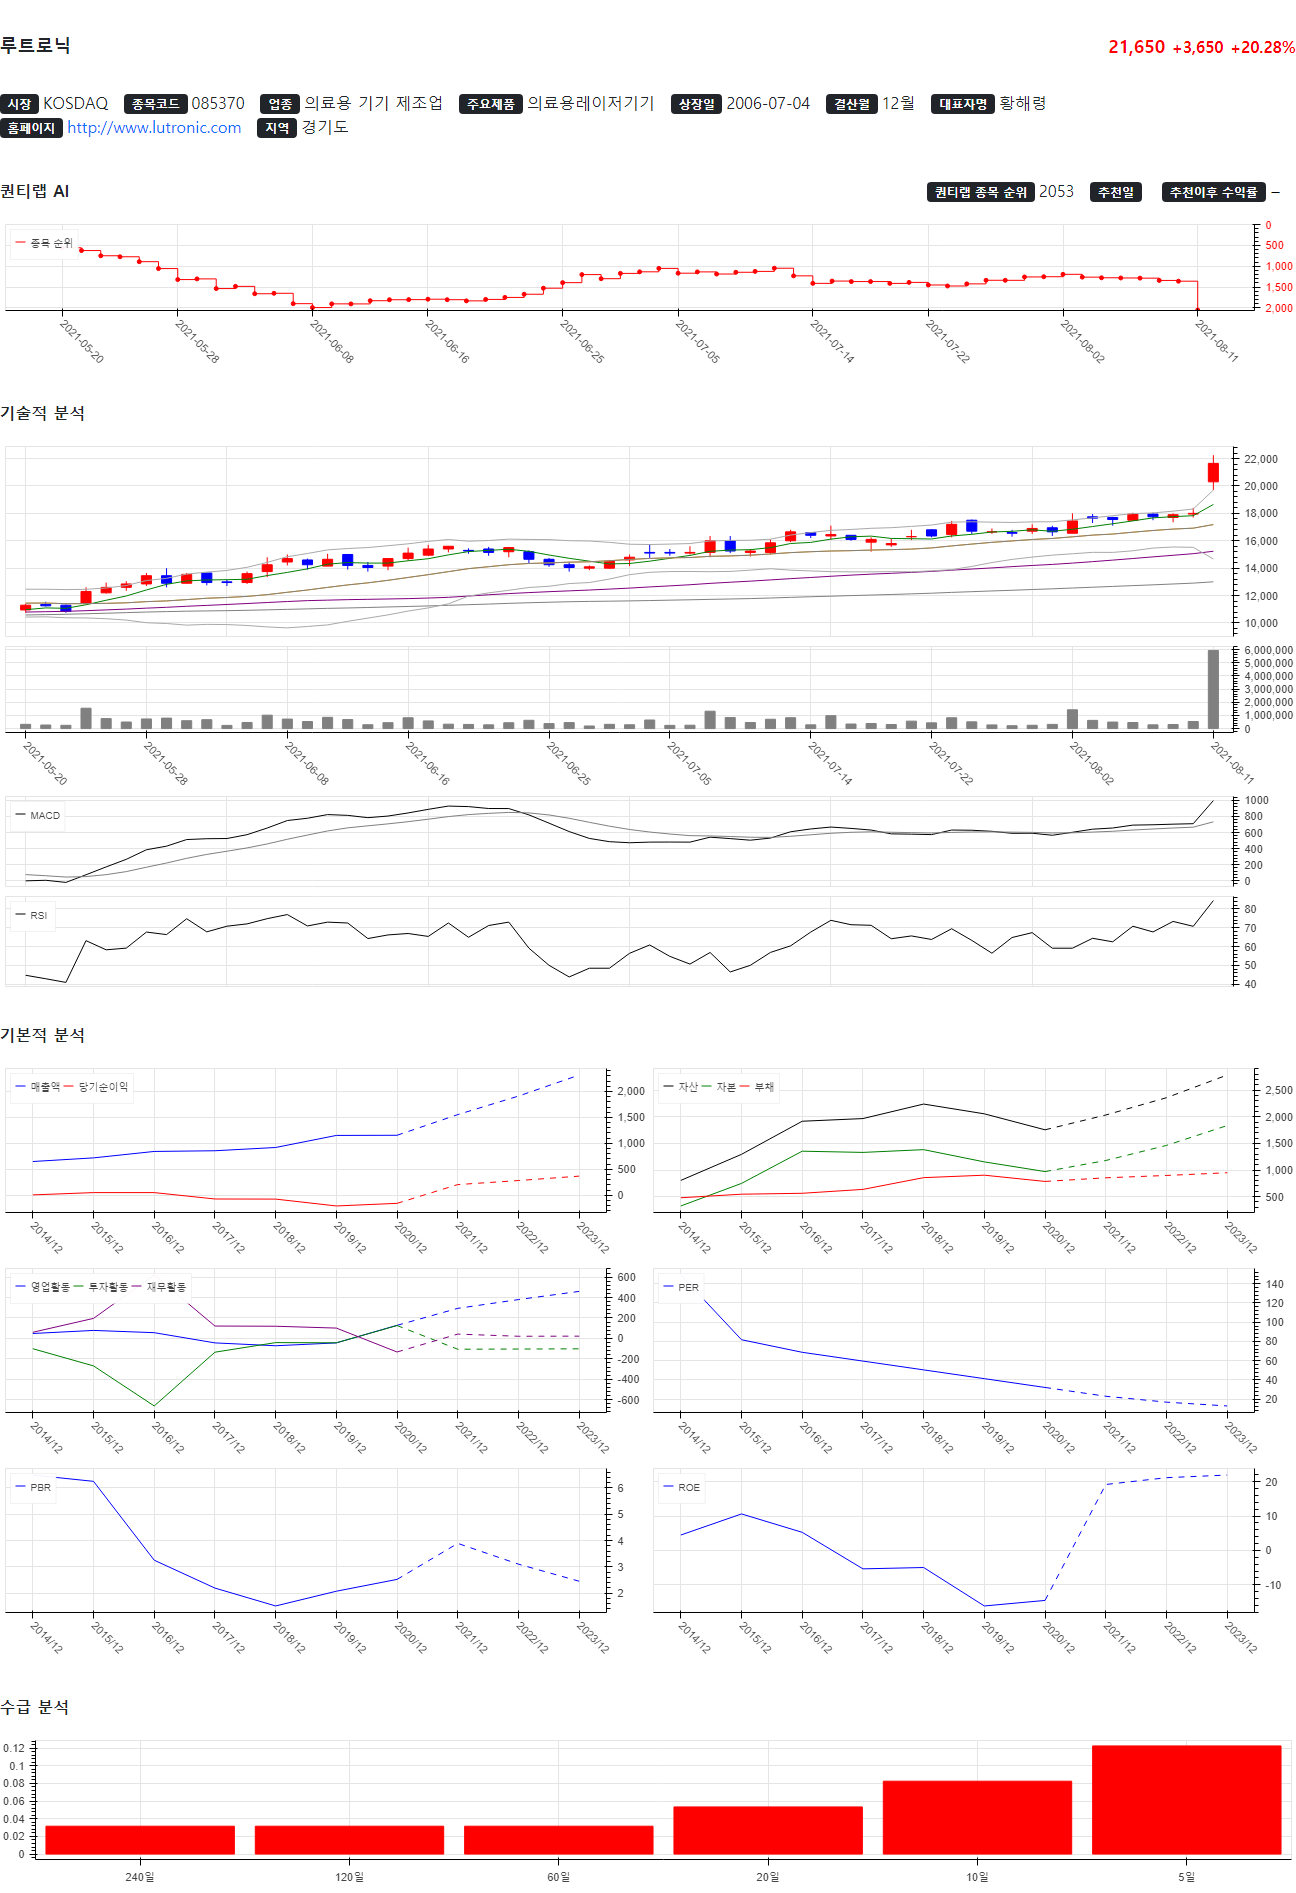 루트로닉
21,650 +3,650 +20.28%
시장 KOSDAQ 종목코드 085370 업종 의료용 기기 제조업 주요제품 의료용레이저기기 상장일 2006-07-04 결산월 12월 대표자명 황해령
홈페이지 http://www.lutronic.com 지역 경기도
퀀티랩 AI
퀀티랩 종목 순위 2053 추천일 추천이후 수익률 –
종목 순위
0
500
1,000
1,500
2,000
2021-05-20 2021-05-28 2021-06-08 2021-06-16 2021-06-25 2021-07-05 2021-07-14 2021-07-22 2021-08-02 2021-08-11
기술적 분석
22,000
20,000
18,000
16,000
14,000
12,000
10,000
6,000,000
5,000,000
4,000,000
3,000,000
2,000,000
1,000,000
0
2021-05-20 2021-05-28 2021-06-08 2021-06-16 2021-06-25 2021-07-05 2021-07-14 2021-07-22 2021-08-02 2021-08-11
MACD
1000
800
600
400
200
0
RSI
80
70
60
50
40
기본적 분석
매출액 당기순이익
2,000
1,500
1,000
500
0
2014/12 2015/12 2016/12 2017/12 2018/12 2019/12 2020/12 2021/12 2022/12 2023/12
자산 자본 부채
2,500
2,000
1,500
1,000
500
2014/12 2015/12 2016/12 2017/12 2018/12 2019/12 2020/12 2021/12 2022/12 2023/12
영업활동 투자활동 재무활동
600
400
200
0
-200
-400
-600
2014/12 2015/12 2016/12 2017/12 2018/12 2019/12 2020/12 2021/12 2022/12 2023/12
PER
140
120
100
80
60
40
20
2014/12 2015/12 2016/12 2017/12 2018/12 2019/12 2020/12 2021/12 2022/12 2023/12
PBR
6
5
4
3
2
2014/12 2015/12 2016/12 2017/12 2018/12 2019/12 2020/12 2021/12 2022/12 2023/12
ROE
20
10
0
-10
2014/12 2015/12 2016/12 2017/12 2018/12 2019/12 2020/12 2021/12 2022/12 2023/12
수급 분석
0.12
0.1
0.08
0.06
0.04
0.02
0
240일 120일 60일 20일 10일 5일